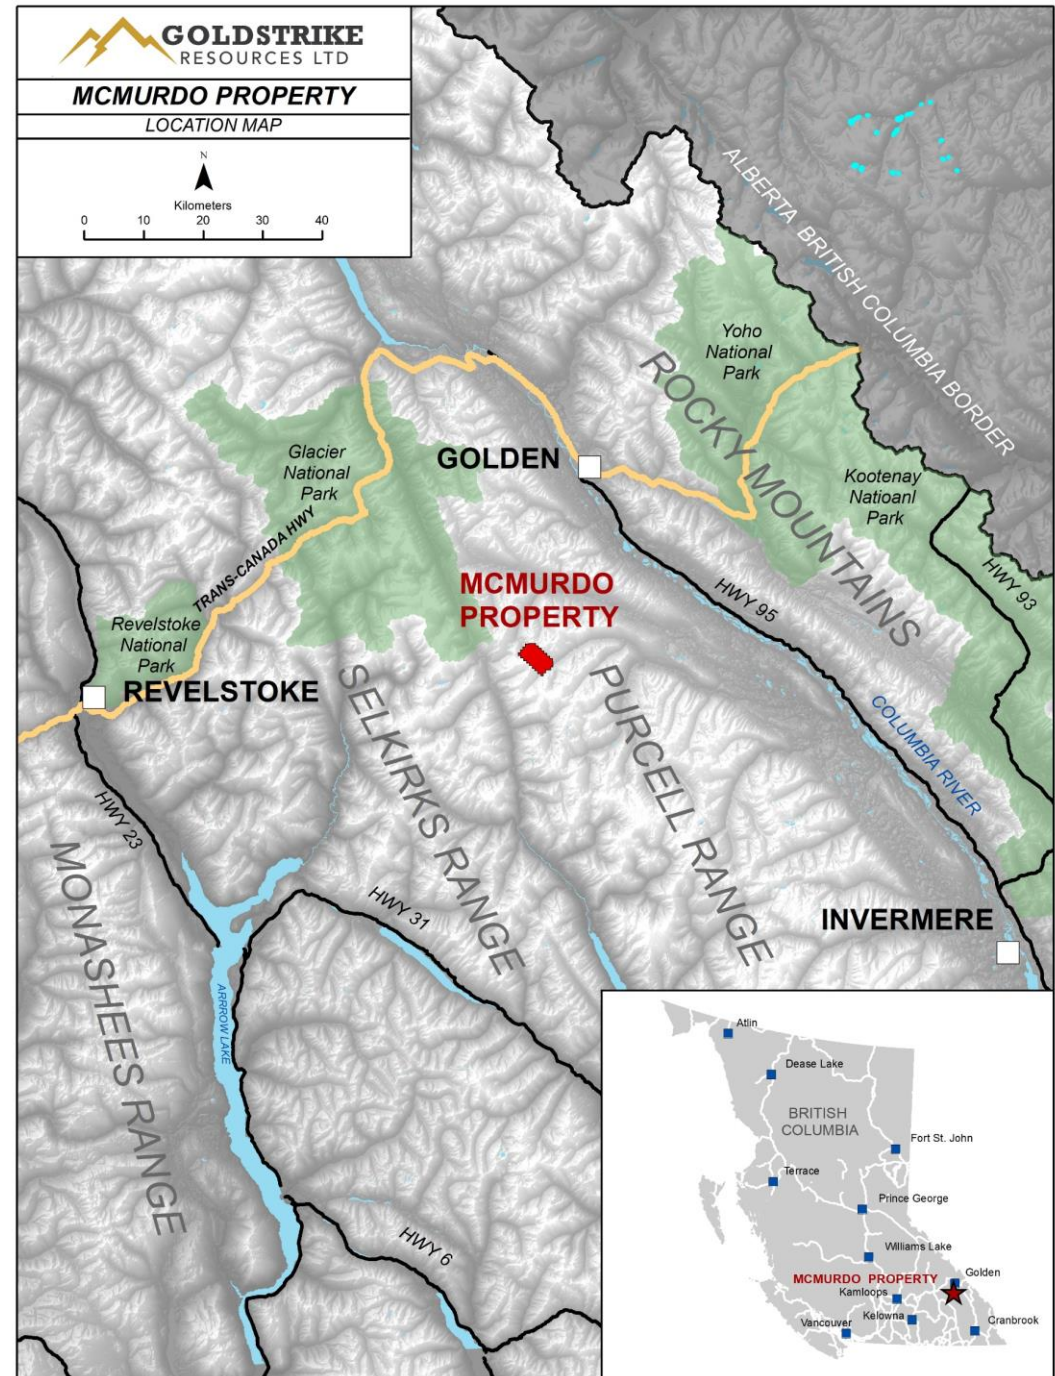 GOLDSTRIKE
RESOURCES LTD
MCMURDO PROPERTY
LOCATION MAP
N
Kilometers
0 10 20 30 40
ALBERTA BRITISH COLUMBIA BORDER
Yoho
National
Park
ROCKY MOUNTAINS
Glacier
National
Park
GOLDEN
Kootenay
Natioanl
Park
TRANS-CANADA HWY
HWY 93
MCMURDO
PROPERTY
HWY 95
Revelstoke
National
Park
REVELSTOKE
SELKIRKS RANGE
PURCELL RANGE
COLUMBIA RIVER
HWY 23
MONASHEES RANGE
HWY 31
INVERMERE
ARRROW LAKE
HWY 6
Atlin
Dease Lake
BRITISH
COLUMBIA
Fort St. John
Terrace
Prince George
Williams Lake
Golden
MCMURDO PROPERTY
Kamloops
Kelowna
Vancouver
Cranbrook